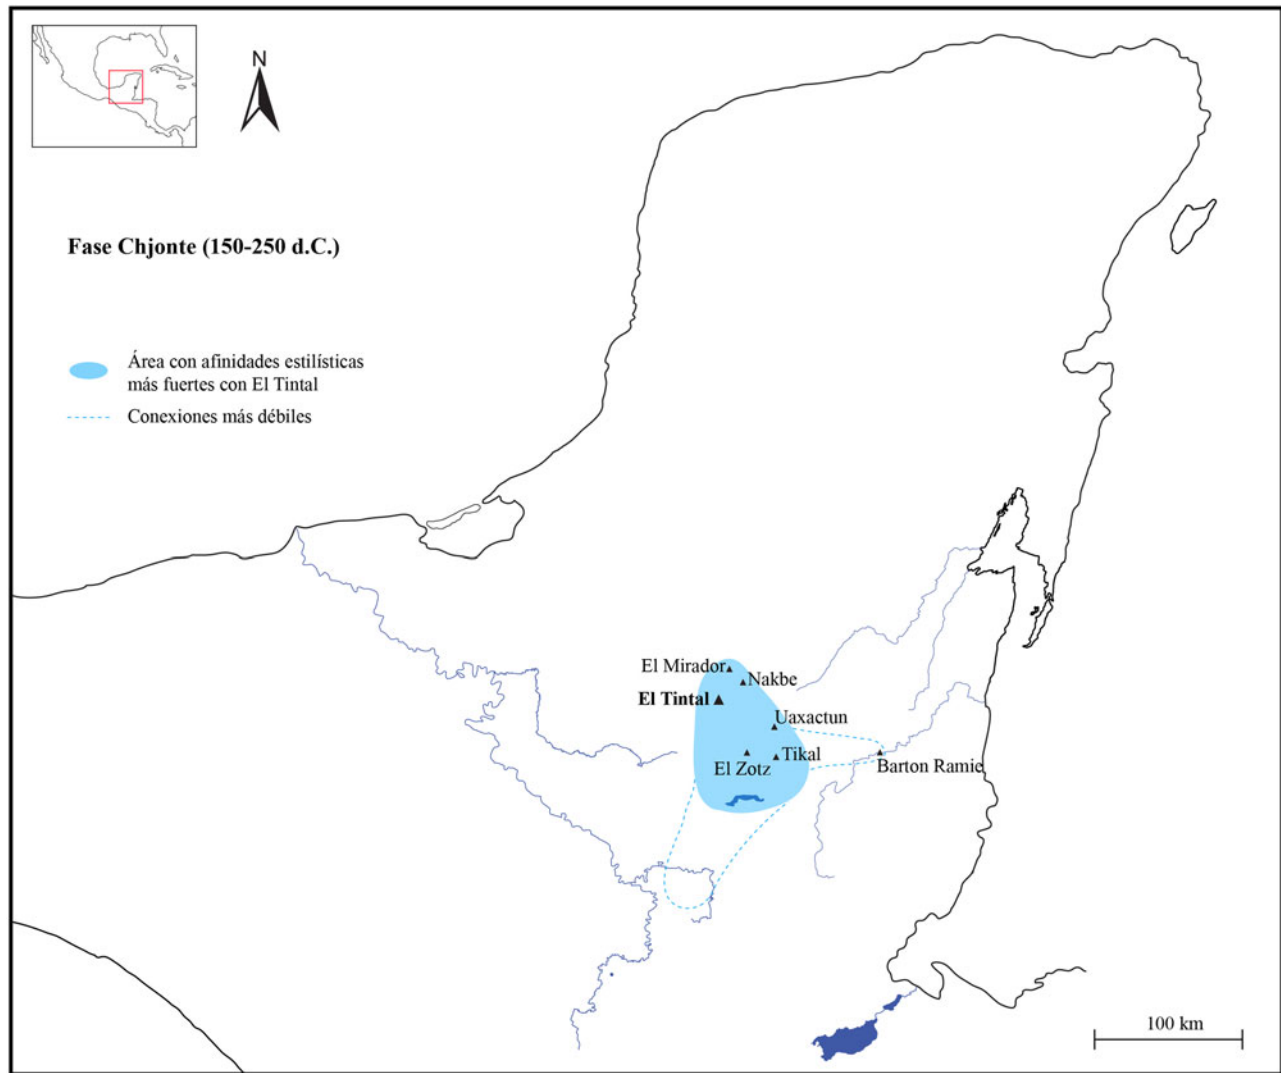 N
Fase Chjonte (150-250 d.C.)
Área con afinidades estilísticas
más fuertes con El Tintal
Conexiones más débiles
El Mirador
Nakbe
El Tintal
Uaxactun
Tikal
El Zotz
Barton Ramie
100 km